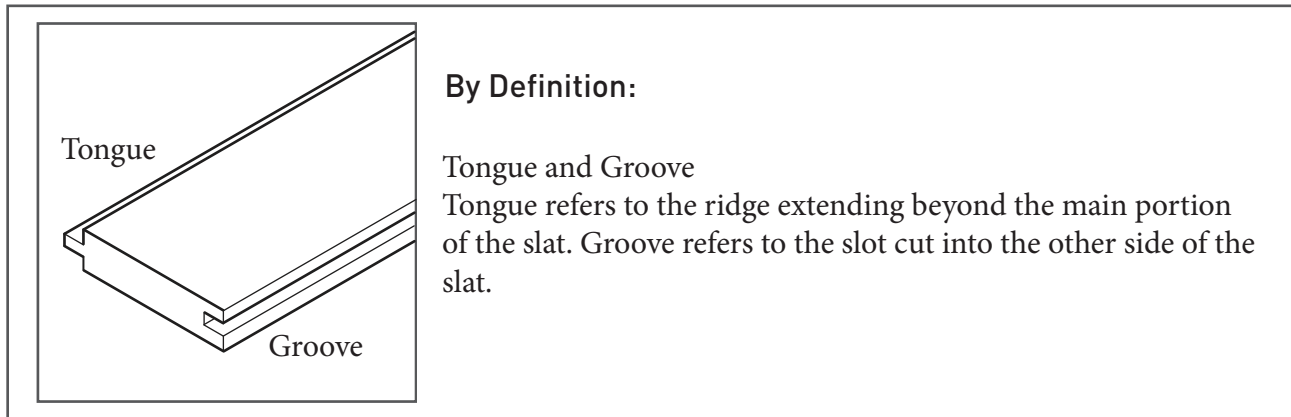 Tongue
Groove
By Definition:
Tongue and Groove
Tongue refers to the ridge extending beyond the main portion
of the slat. Groove refers to the slot cut into the other side of the
slat.